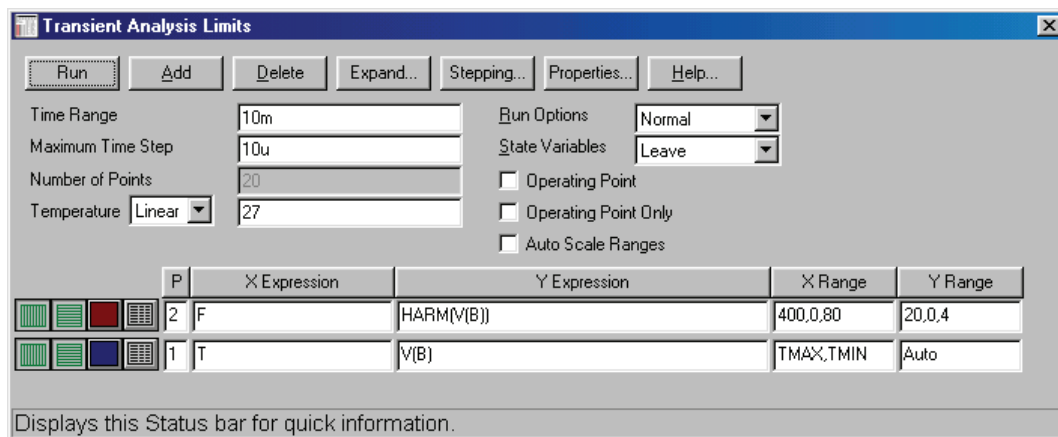 Transient Analysis Limits
Run Add Delete Expand... Stepping... Properties... Help...
Time Range 10m Run Options Normal
Maximum Time Step 10u State Variables Leave
Number of Points 20 Operating Point
Temperature Linear 27 Operating Point Only
Auto Scale Ranges
P X Expression Y Expression X Range Y Range
2 F HARM(V(B)) 400,0,80 20,0,4
1 T V(B) TMAX,TMIN Auto
Displays this Status bar for quick information.